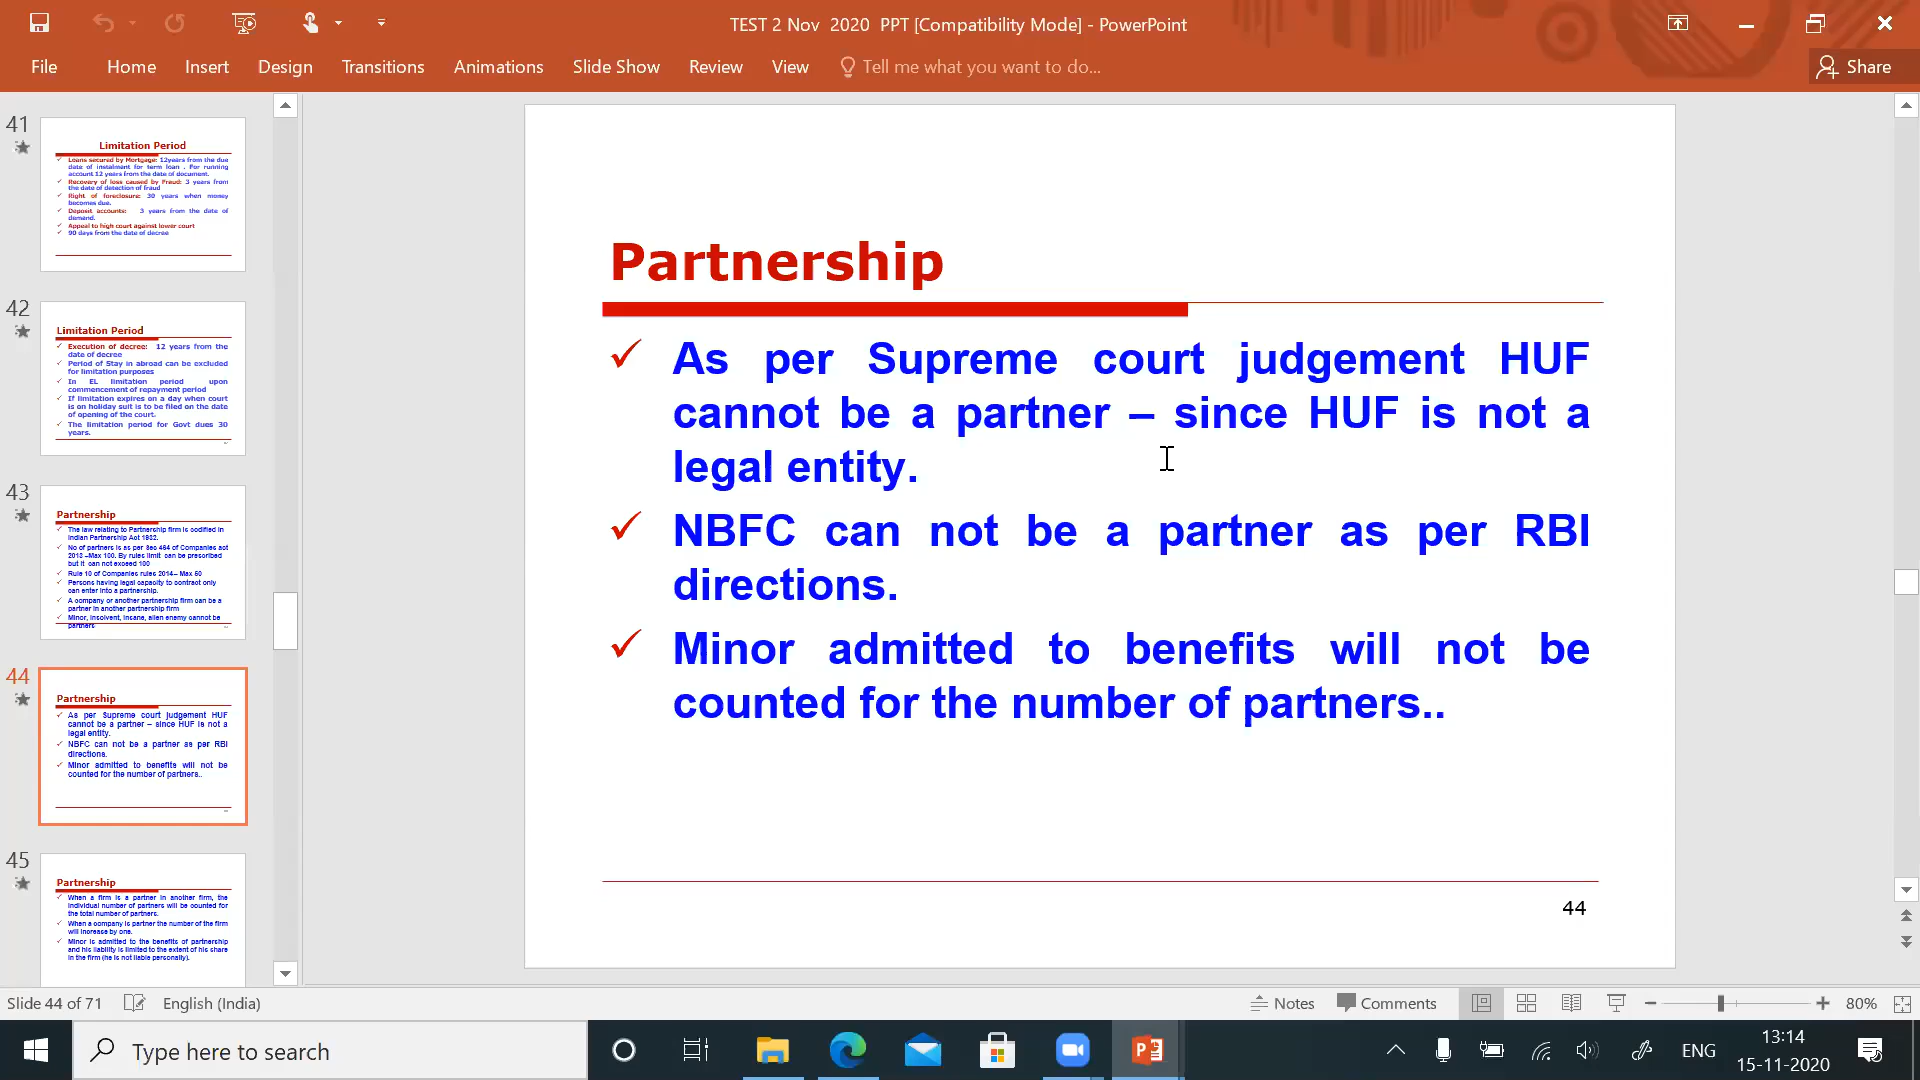 TEST 2 Nov 2020 PPT [Compatibility Mode] - PowerPoint
File Home Insert Design Transitions Animations Slide Show Review View Tell me what you want to do... Share
41
Limitation Period
Loans secured by Mortgage: 12years from the due
date of instalment for term loan . For running
account 12 years from the date of document.
Recovery of loss caused by Fraud: 3 years from
the date of detection of fraud
Right of foreclosure: 30 years when money
becomes due.
Deposit accounts: 3 years from the date of
demand.
Appeal to high court against lower court
90 days from the date of decree
42
Limitation Period
Execution of decree: 12 years from the
date of decree
Period of Stay in abroad can be excluded
for limitation purposes
In EL limitation period upon
commencement of repayment period
If limitation expires on a day when court
is on holiday suit is to be filed on the date
of opening of the court.
The limitation period for Govt dues 30
years.
43
Partnership
The law relating to Partnership firm is codified in
Indian Partnership Act 1932.
No of partners is as per Sec 464 of Companies act
2013 –Max 100. By rules limit can be prescribed
but it can not exceed 100
Rule 10 of Companies rules 2014– Max 50
Persons having legal capacity to contract only
can enter into a partnership.
A company or another partnership firm can be a
partner in another partnership firm
Minor, insolvent, insane, alien enemy cannot be
partners
44
Partnership
As per Supreme court judgement HUF
cannot be a partner – since HUF is not a
legal entity.
NBFC can not be a partner as per RBI
directions.
Minor admitted to benefits will not be
counted for the number of partners..
45
Partnership
When a firm is a partner in another firm, the
individual number of partners will be counted for
the total number of partners.
When a company is partner the number of the firm
will increase by one.
Minor is admitted to the benefits of partnership
and his liability is limited to the extent of his share
in the firm (he is not liable personally).
Partnership
As per Supreme court judgement HUF
cannot be a partner – since HUF is not a
legal entity.
NBFC can not be a partner as per RBI
directions.
Minor admitted to benefits will not be
counted for the number of partners..
44
Slide 44 of 71 English (India) Notes Comments 80%
Type here to search ENG 13:14
15-11-2020